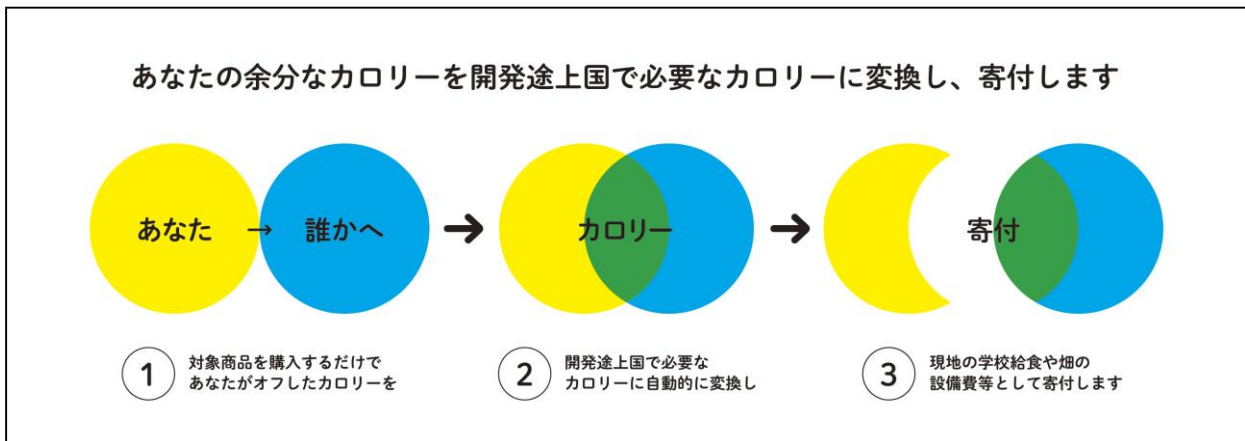 あなたの余分なカロリーを開発途上国で必要なカロリーに変換し、寄付します
あなた → 誰かへ
→
カロリー
→
寄付
1
対象商品を購入するだけで
あなたがオフしたカロリーを
2
開発途上国で必要な
カロリーに自動的に変換し
3
現地の学校給食や畑の
設備費等として寄付します